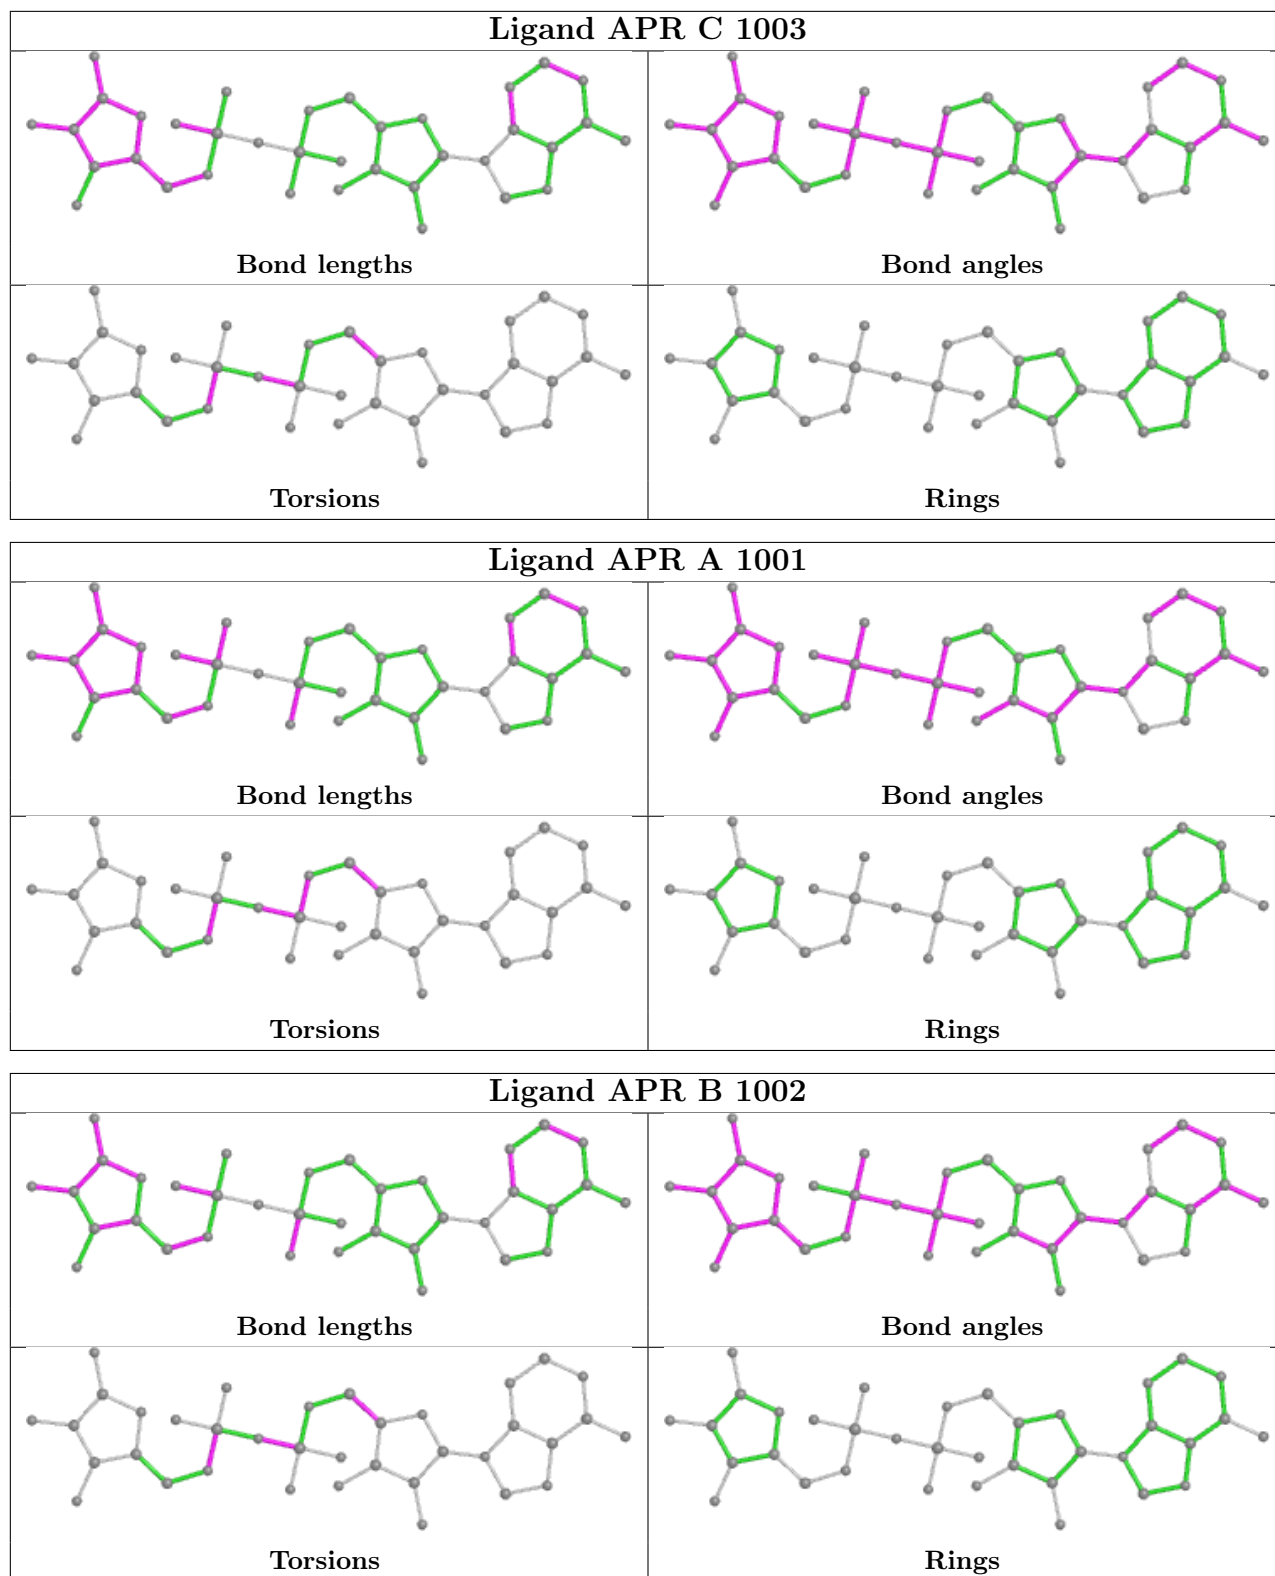 Ligand APR C 1003
Bond lengths
Bond angles
Torsions
Rings
Ligand APR A 1001
Bond lengths
Bond angles
Torsions
Rings
Ligand APR B 1002
Bond lengths
Bond angles
Torsions
Rings